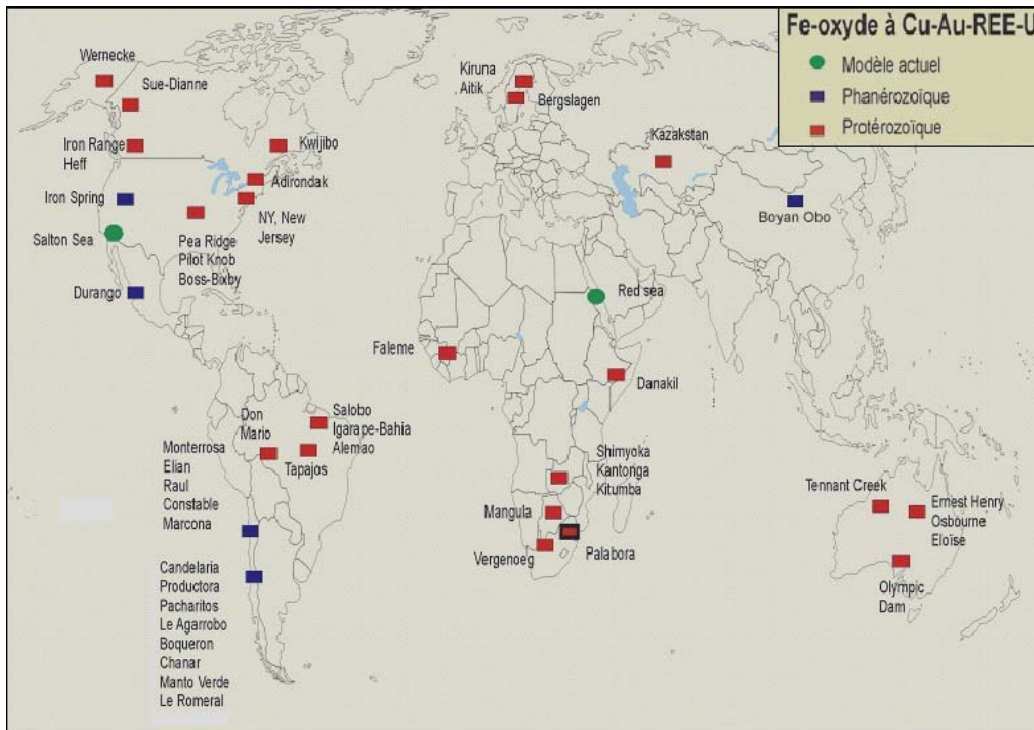 Fe-oxyde à Cu-Au-REE-U
Modèle actuel
Phanérozoïque
Protérozoïque
Wernecke
Sue-Dianne
Iron Range
Heff
Kwijibo
Adirondak
Iron Spring
NY, New
Jersey
Salton Sea
Pea Ridge
Pilot Knob
Boss-Bixby
Durango
Kiruna
Aitik
Bergslagen
Kazakstan
Boyan Obo
Red sea
Faleme
Danakil
Don
Mario
Salobo
Igarape-Bahia
Alemao
Tapajos
Monterrosa
Elian
Raul
Constable
Marcona
Candelaria
Productora
Pacharitos
Le Agarrobo
Boqueron
Chanar
Manto Verde
Le Romeral
Shimyoka
Kantonga
Kitumba
Mangula
Vergenoeg
Palabora
Tennant Creek
Ernest Henry
Osbourne
Eloïse
Olympic
Dam